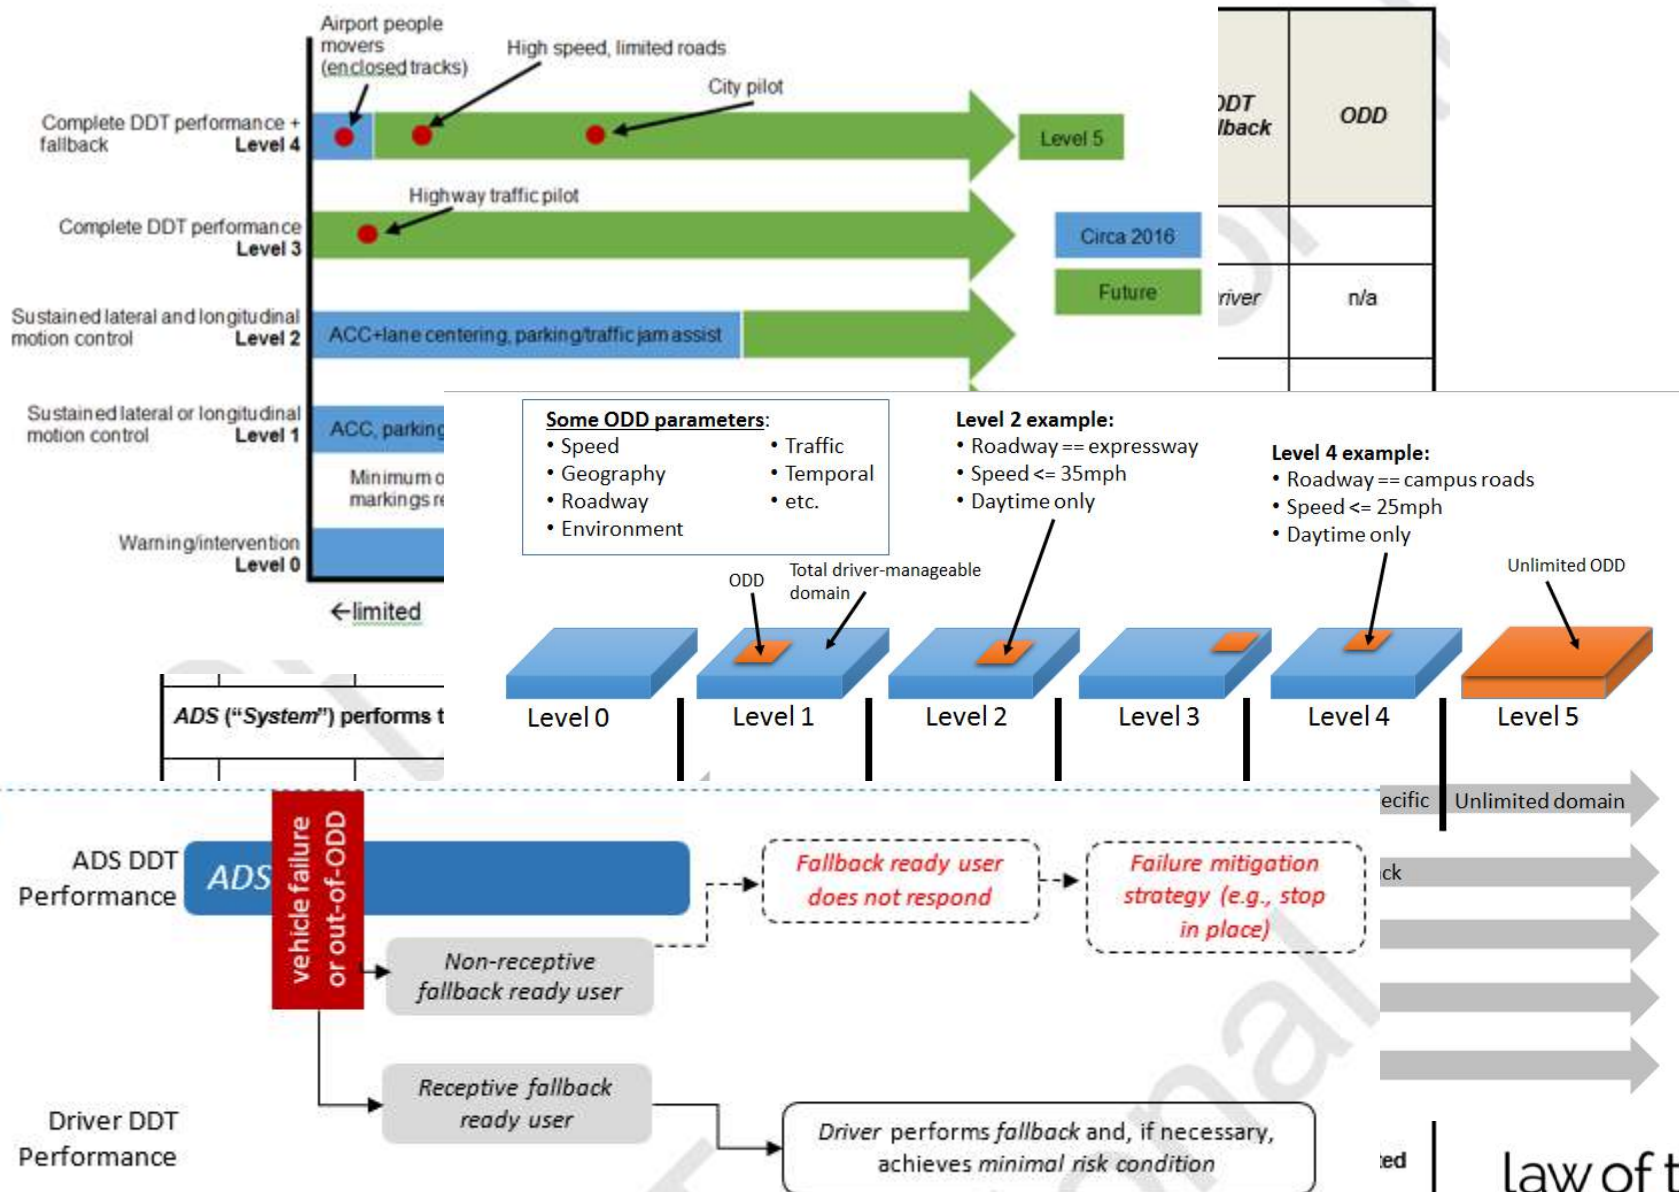 Airport people
movers
(enclosed tracks)
High speed, limited roads
City pilot
Complete DDT performance +
fallback Level 4
Level 5
Highway traffic pilot
Complete DDT performance
Level 3
Circa 2016
Future
Sustained lateral and longitudinal
motion control Level 2
ACC+lane centering, parking/traffic jam assist
Sustained lateral or longitudinal
motion control Level 1
ACC, parking
Minimum
markings
Warning/intervention
Level 0
←limited
DDT
ODD
n/a
Some ODD parameters:
• Speed
• Geography
• Roadway
• Environment
• Traffic
• Temporal
• etc.
Level 2 example:
• Roadway == expressway
• Speed <= 35mph
• Daytime only
Level 4 example:
• Roadway == campus roads
• Speed <= 25mph
• Daytime only
ODD
Total driver-manageable
domain
Unlimited ODD
Level 0
Level 1
Level 2
Level 3
Level 4
Level 5
ADS (“System”) performs t
ecific
Unlimited domain
ck
ADS DDT
Performance
ADS
vehicle failure
or out-of-ODD
Fallback ready user
does not respond
Failure mitigation
strategy (e.g., stop
in place)
Non-receptive
fallback ready user
Receptive fallback
ready user
Driver DDT
Performance
Driver performs fallback and, if necessary,
achieves minimal risk condition
law of t